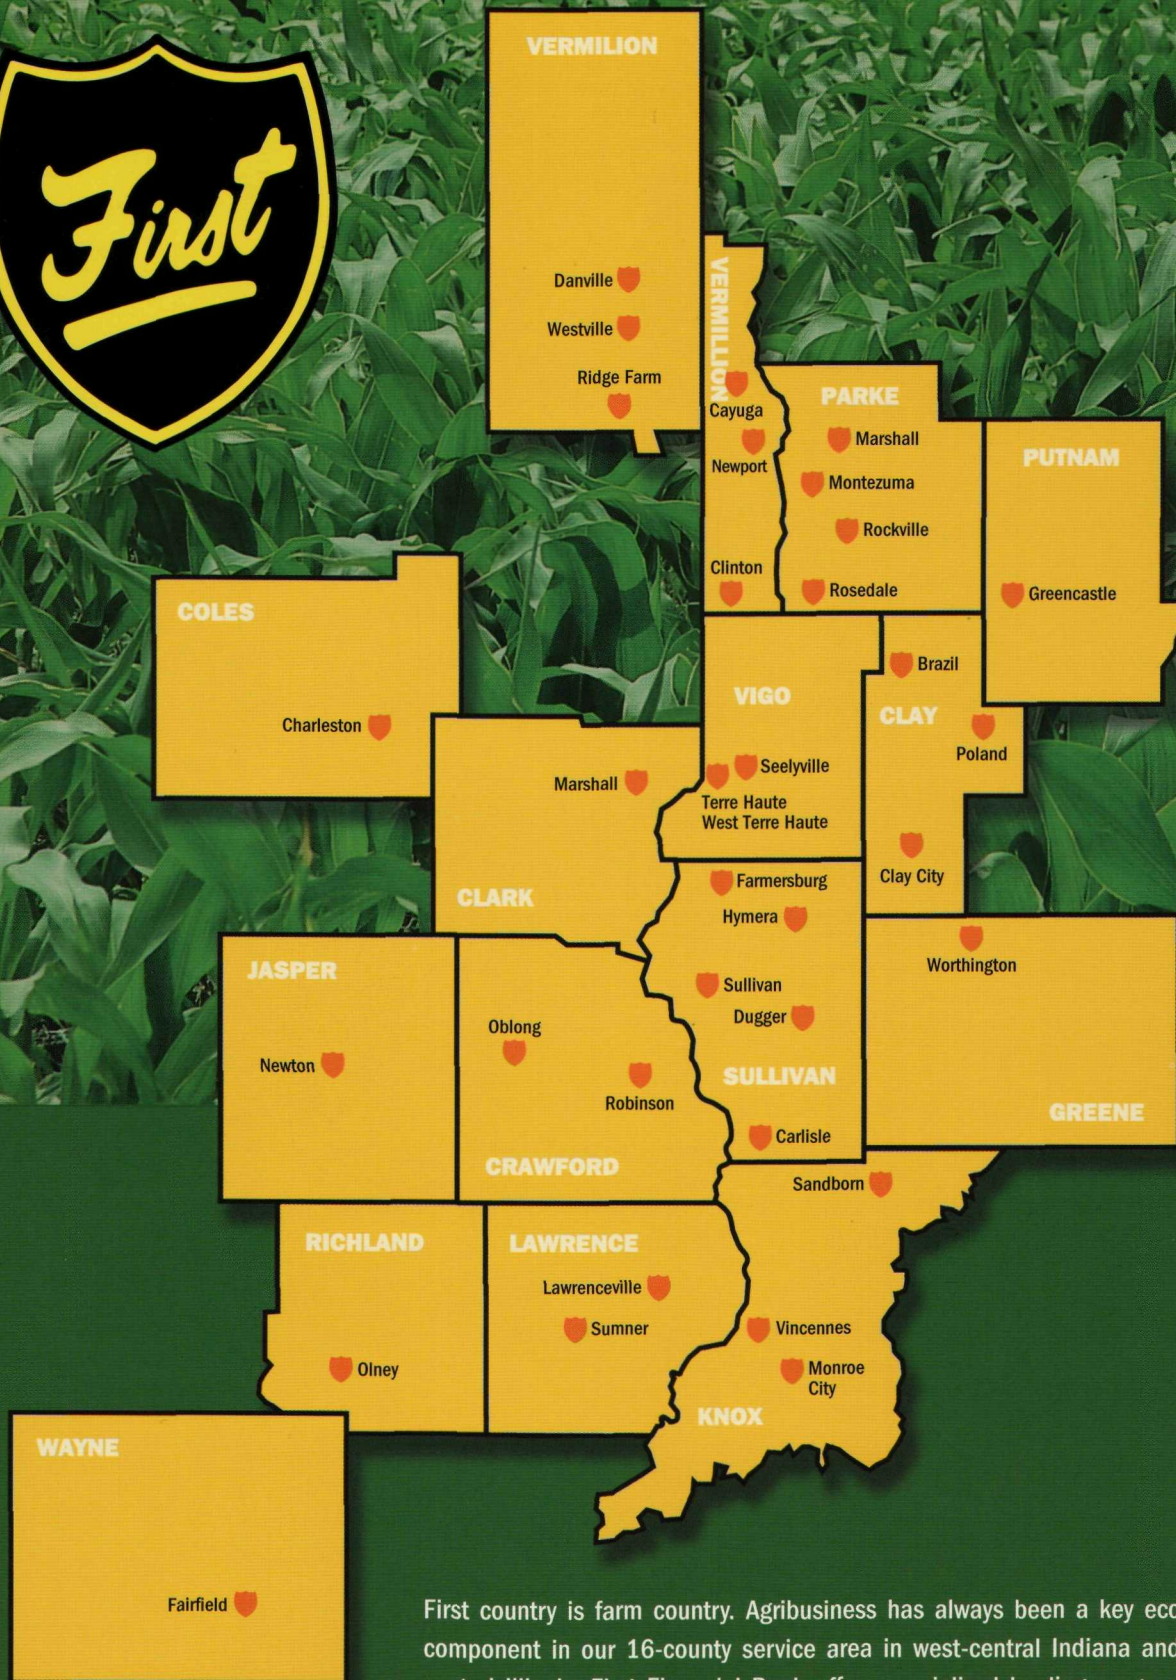 First
VERMILION
Danville
Westville
Ridge Farm
VERMILLION
Cayuga
Newport
Clinton
PARKE
Marshall
Montezuma
Rockville
Rosedale
PUTNAM
Greencastle
COLES
Charleston
VIGO
Seelyville
Terre Haute
West Terre Haute
Brazil
CLAY
Poland
Clay City
Marshall
CLARK
Farmersburg
Hymera
Sullivan
Dugger
SULLIVAN
Carlisle
Worthington
GREENE
JASPER
Newton
Oblong
Robinson
CRAWFORD
Sandborn
Vincennes
Monroe
City
KNOX
RICHLAND
Olney
LAWRENCE
Lawrenceville
Sumner
WAYNE
Fairfield
First country is farm country. Agribusiness has always been a key
component in our 16-county service area in west-central Indiana and